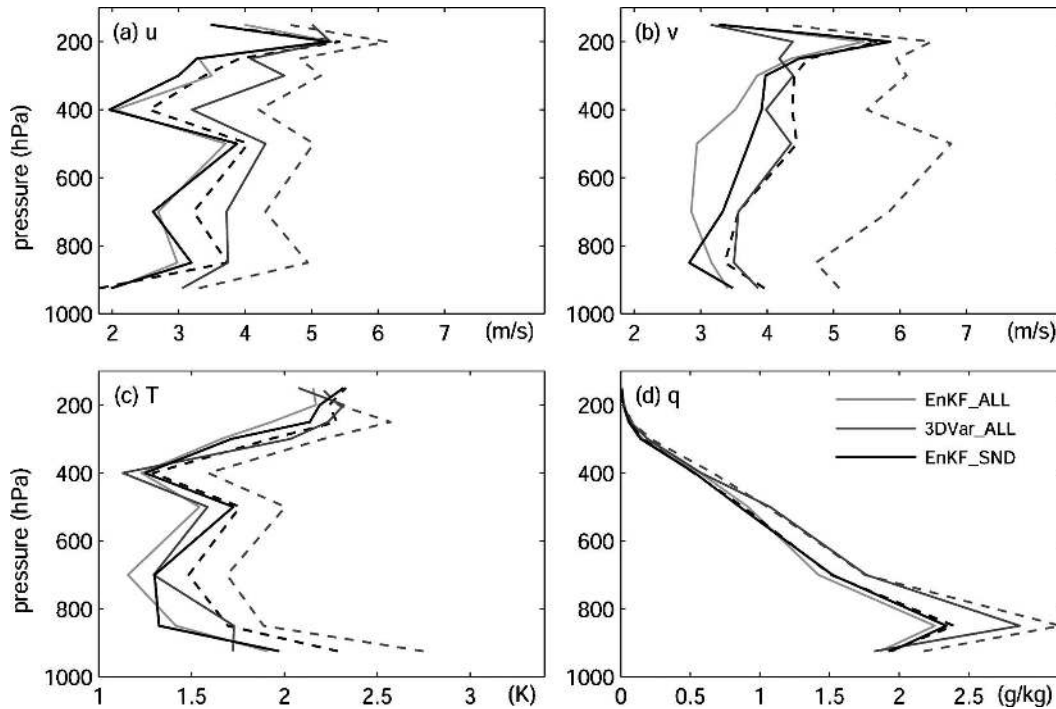 (a) u
(b) v
pressure (hPa)
200
400
600
800
1000
2 3 4 5 6 7 (m/s)
200
400
600
800
1000
2 3 4 5 6 7 (m/s)
(c) T
(d) q
pressure (hPa)
200
400
600
800
1000
1 1.5 2 2.5 3 (K)
200
400
600
800
1000
0 0.5 1 1.5 2 2.5 (g/kg)
EnKF_ALL
3DVar_ALL
EnKF_SND